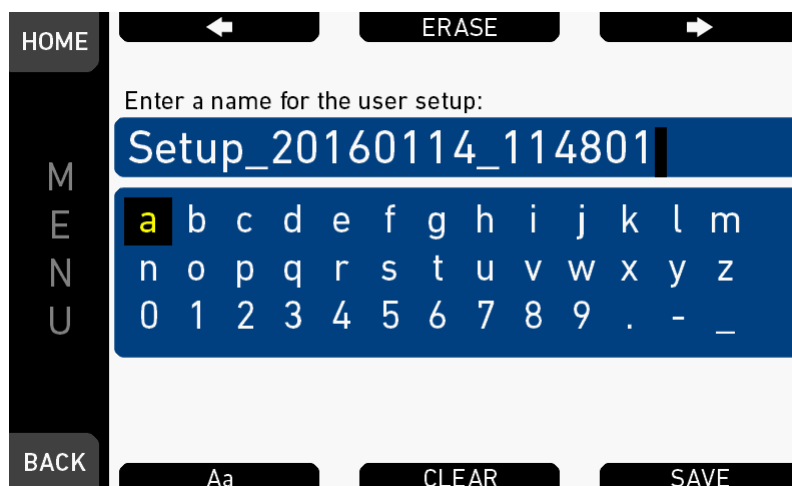 HOME
ERASE
Enter a name for the user setup:
Setup_20160114_114801
MENU
a b c d e f g h i j k l m
n o p q r s t u v w x y z
0 1 2 3 4 5 6 7 8 9 . - _
BACK
Aa
CLEAR
SAVE